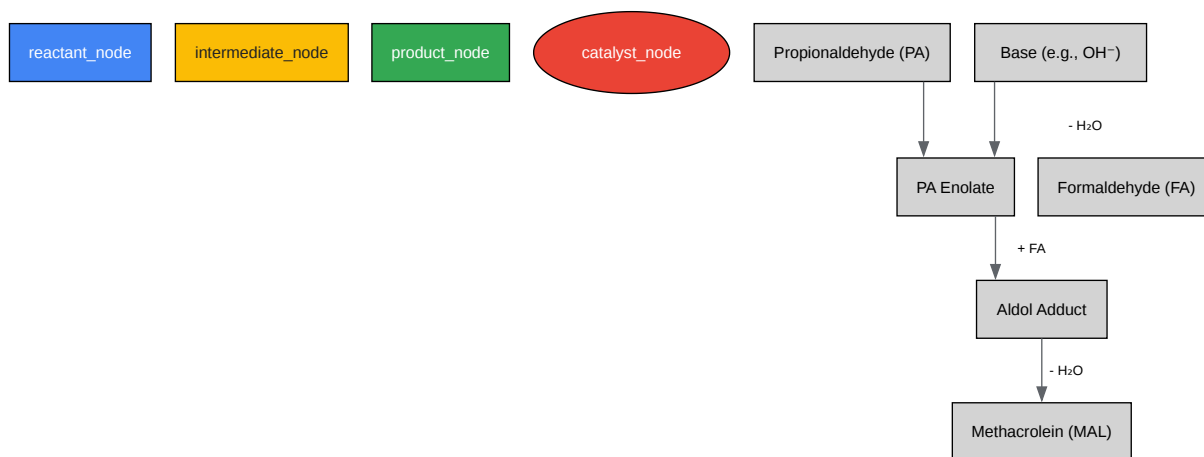 reactant_node
intermediate_node
product_node
catalyst_node
Propionaldehyde (PA)
Base (e.g., OH⁻)
- H₂O
PA Enolate
Formaldehyde (FA)
+ FA
Aldol Adduct
- H₂O
Methacrolein (MAL)